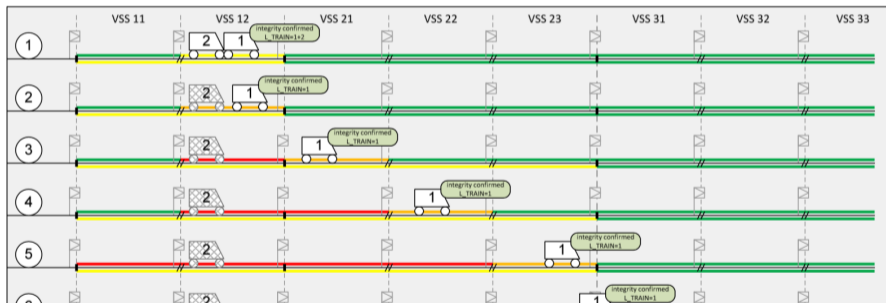 VSS 11 VSS 12 VSS 21 VSS 22 VSS 23 VSS 31 VSS 32 VSS 33
1 2 1 integrity confirmed
L_TRAIN=1+2
2 2 1 integrity confirmed
L_TRAIN=1
3 2 1 integrity confirmed
L_TRAIN=1
4 2 1 integrity confirmed
L_TRAIN=1
5 2 1 integrity confirmed
L_TRAIN=1
2 1 integrity confirmed
L_TRAIN=1